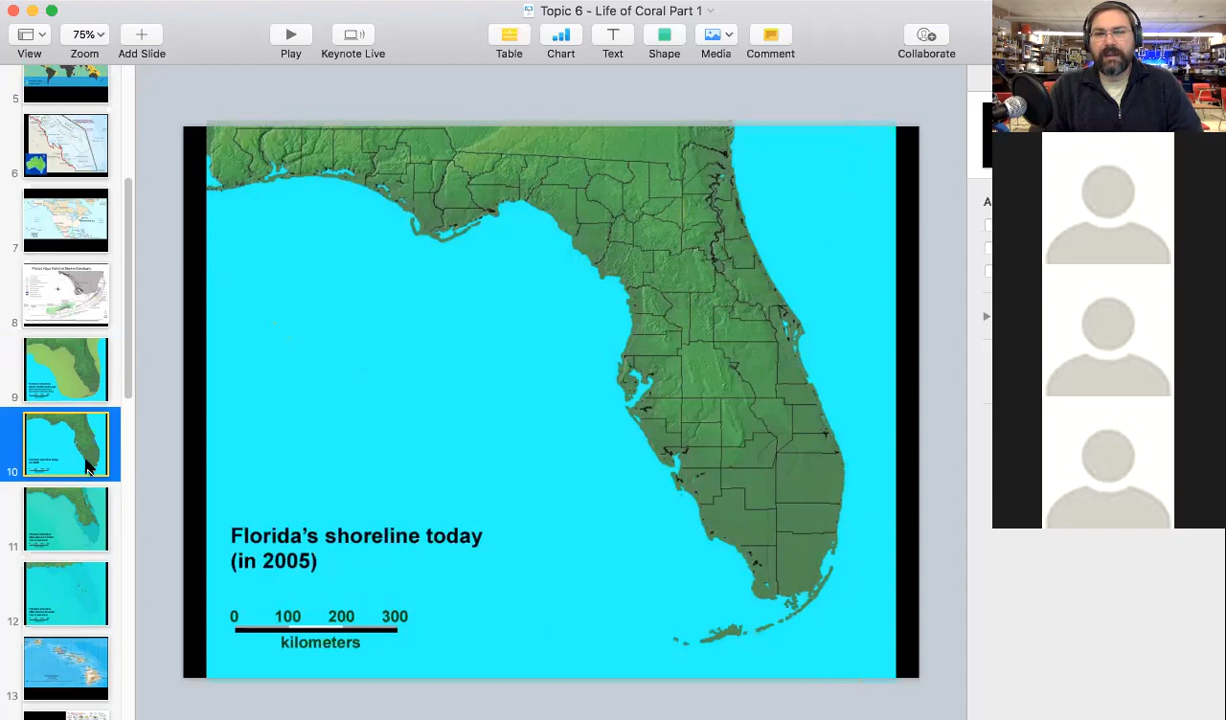 Topic 6 - Life of Coral Part 1
75%
View
Zoom
Add Slide
Play
Keynote Live
Table
Chart
Text
Shape
Media
Comment
Collaborate
5
6
7
8
9
10
11
12
13
Florida's shoreline today
(in 2005)
0 100 200 300
kilometers